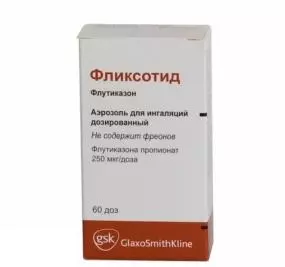 Фликсотид
Флутиказон
Аэрозоль для ингаляций
дозированный
Не содержит фреонов
Флутиказона пропионат
250 мкг/доза
60 доз
gsk GlaxoSmithKline